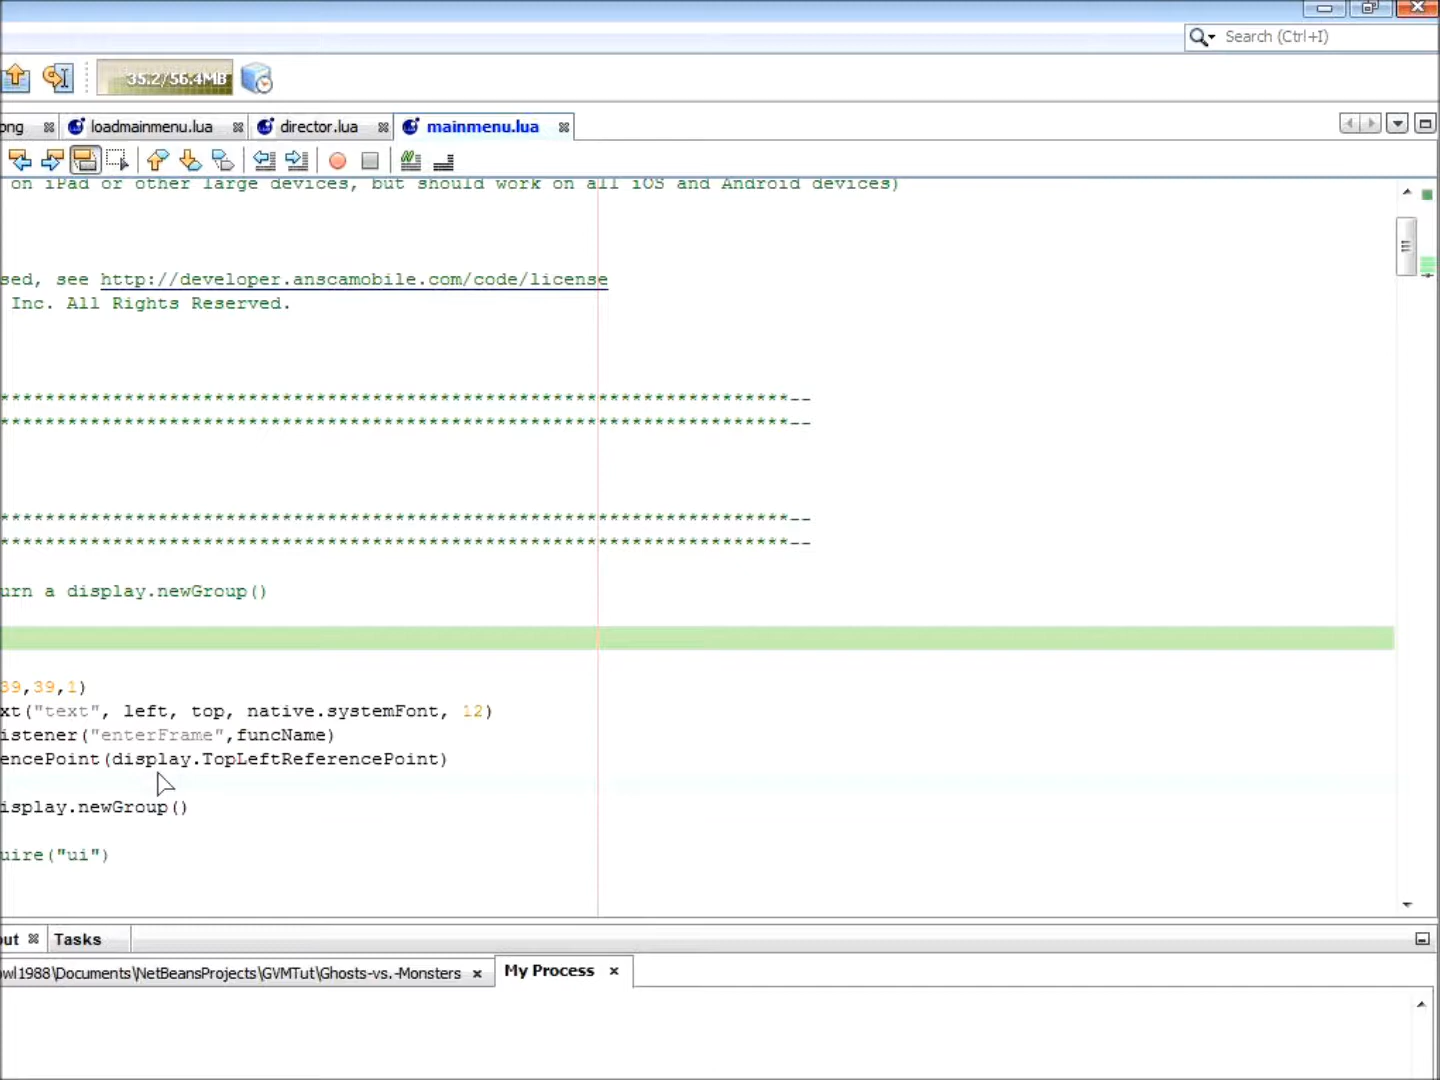 Search (Ctrl+I)
35.2/56.4MB
ong loadmainmenu.lua director.lua mainmenu.lua
on iPad or other large devices, but should work on all iOS and Android devices)
sed, see http://developer.anscamobile.com/code/license
Inc. All Rights Reserved.
***********************************************************************--
***********************************************************************--
***********************************************************************--
***********************************************************************--
urn a display.newGroup()
39,39,1)
xt("text", left, top, native.systemFont, 12)
istener("enterFrame",funcName)
encePoint(display.TopLeftReferencePoint)
isplay.newGroup()
uire("ui")
out Tasks
owl1988\Documents\NetBeansProjects\GVMTut\Ghosts-vs.-Monsters My Process